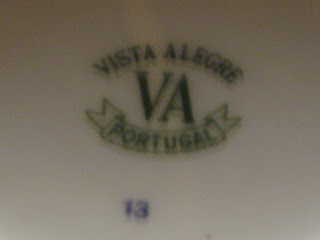 VISTA ALEGRE
VA
PORTUGAL
13